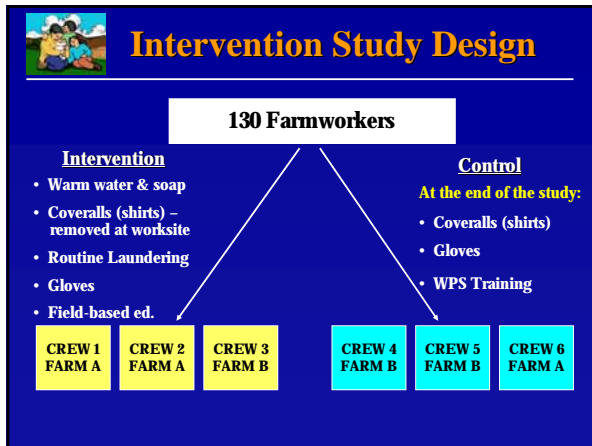 Intervention Study Design
130 Farmworkers
Intervention
• Warm water & soap
• Coveralls (shirts) –
removed at worksite
• Routine Laundering
• Gloves
• Field-based ed.
Control
At the end of the study:
• Coveralls (shirts)
• Gloves
• WPS Training
CREW 1
FARM A
CREW 2
FARM A
CREW 3
FARM B
CREW 4
FARM B
CREW 5
FARM B
CREW 6
FARM A